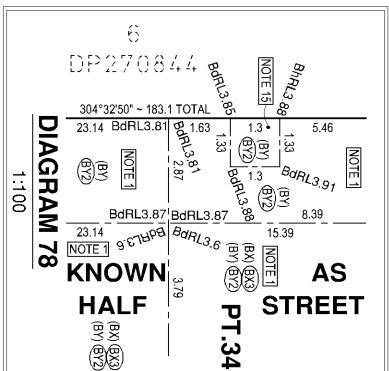 6
DP270844
BdRL3.85
NOTE 15
BhRL3.88
304°32'50" ~ 183.1 TOTAL
23.14 BdRL3.81 1.63 1.3 5.46
DIAGRAM 78
1:100
(BY)
(BY2)
NOTE 1
BdRL3.81
2.87
1.33
(BY)
(BY2)
1.33
NOTE 1
1.3
BdRL3.91
BdRL3.88
(BY)
(BY2)
BdRL3.87 BdRL3.87 8.39
23.14 BdRL3.6 BdRL3.6 15.39
NOTE 1
(BY) (BX)
(BY2) (BX3)
NOTE 1
KNOWN AS
3.79
HALF STREET
PT.34
(BY) (BX)
(BY2) (BX3)